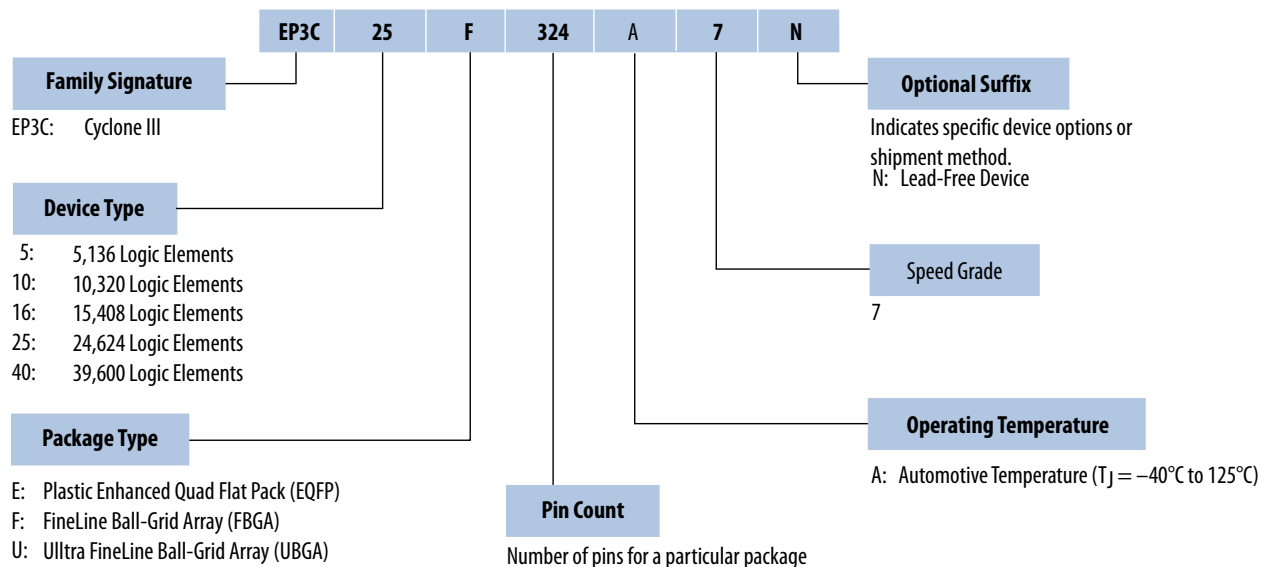 EP3C 25 F 324 A 7 N
Family Signature
EP3C: Cyclone III
Device Type
5: 5,136 Logic Elements
10: 10,320 Logic Elements
16: 15,408 Logic Elements
25: 24,624 Logic Elements
40: 39,600 Logic Elements
Package Type
E: Plastic Enhanced Quad Flat Pack (EQFP)
F: FineLine Ball-Grid Array (FBGA)
U: Ulltra FineLine Ball-Grid Array (UBGA)
Pin Count
Number of pins for a particular package
Optional Suffix
Indicates specific device options or
shipment method.
N: Lead-Free Device
Speed Grade
7
Operating Temperature
A: Automotive Temperature (TJ = −40°C to 125°C)